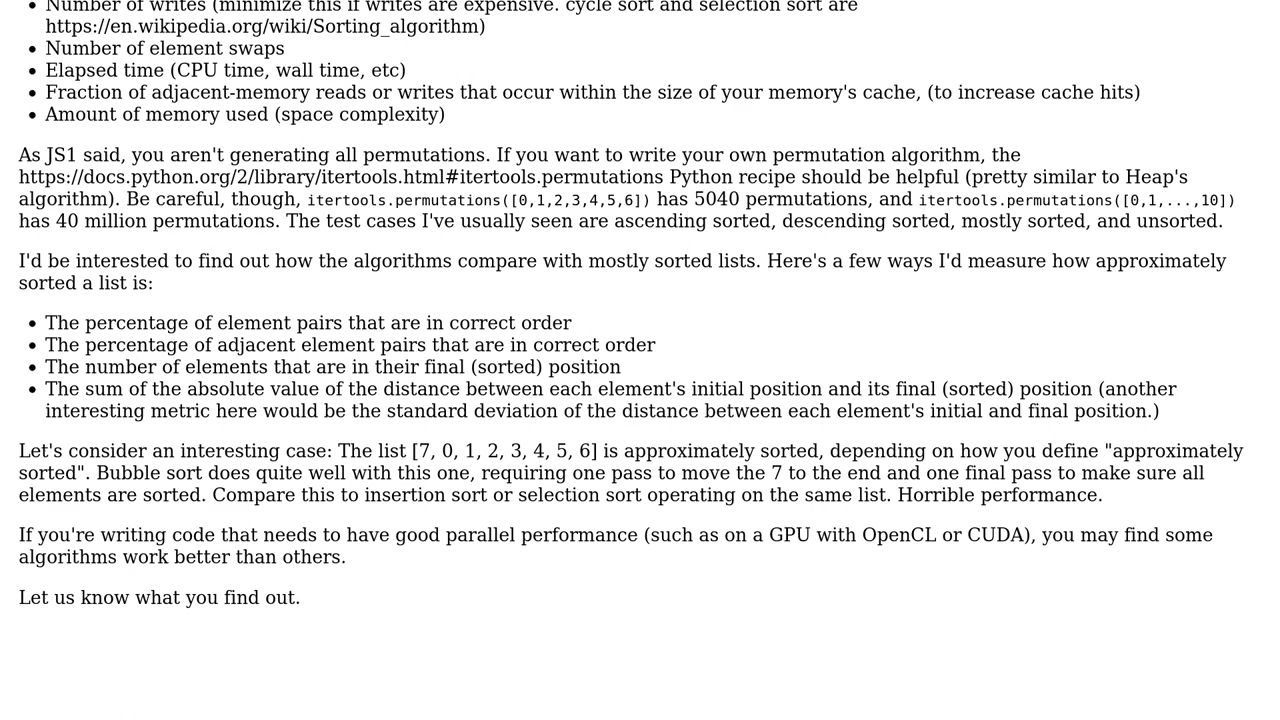 Number of writes (minimize this if writes are expensive. cycle sort and selection sort are
https://en.wikipedia.org/wiki/Sorting_algorithm)
Number of element swaps
Elapsed time (CPU time, wall time, etc)
Fraction of adjacent-memory reads or writes that occur within the size of your memory's cache, (to increase cache hits)
Amount of memory used (space complexity)
As JS1 said, you aren't generating all permutations. If you want to write your own permutation algorithm, the
https://docs.python.org/2/library/itertools.html#itertools.permutations Python recipe should be helpful (pretty similar to Heap's
algorithm). Be careful, though, itertools.permutations([0,1,2,3,4,5,6]) has 5040 permutations, and itertools.permutations([0,1,...,10])
has 40 million permutations. The test cases I've usually seen are ascending sorted, descending sorted, mostly sorted, and unsorted.
I'd be interested to find out how the algorithms compare with mostly sorted lists. Here's a few ways I'd measure how approximately
sorted a list is:
The percentage of element pairs that are in correct order
The percentage of adjacent element pairs that are in correct order
The number of elements that are in their final (sorted) position
The sum of the absolute value of the distance between each element's initial position and its final (sorted) position (another
interesting metric here would be the standard deviation of the distance between each element's initial and final position.)
Let's consider an interesting case: The list [7, 0, 1, 2, 3, 4, 5, 6] is approximately sorted, depending on how you define "approximately
sorted". Bubble sort does quite well with this one, requiring one pass to move the 7 to the end and one final pass to make sure all
elements are sorted. Compare this to insertion sort or selection sort operating on the same list. Horrible performance.
If you're writing code that needs to have good parallel performance (such as on a GPU with OpenCL or CUDA), you may find some
algorithms work better than others.
Let us know what you find out.